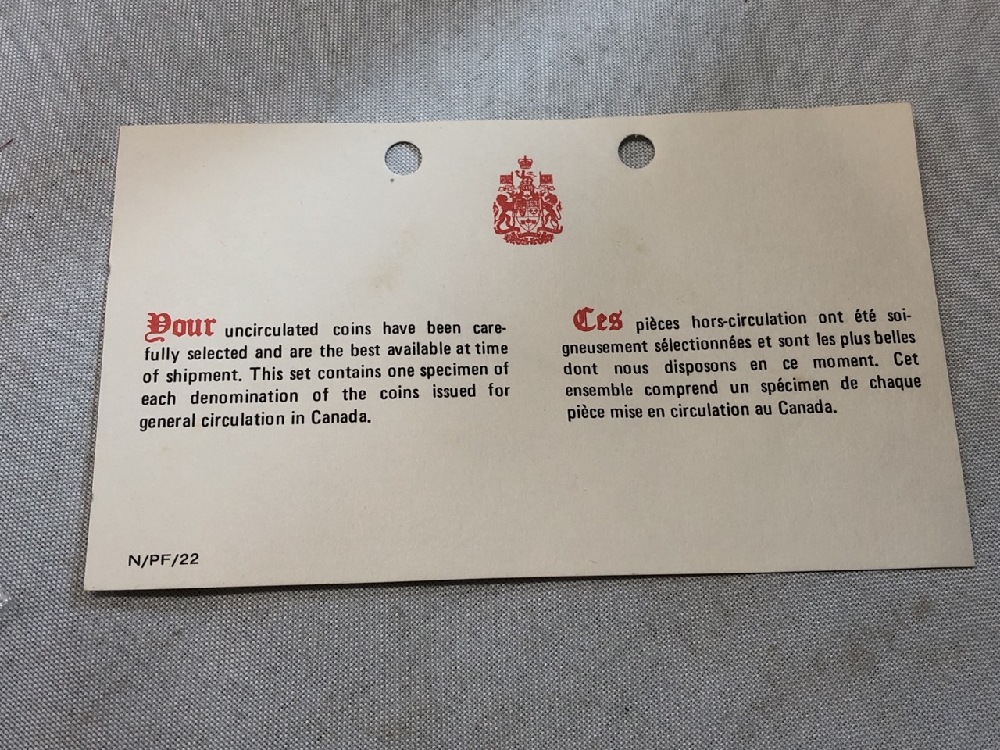 Your uncirculated coins have been care-
fully selected and are the best available at time
of shipment. This set contains one specimen of
each denomination of the coins issued for
general circulation in Canada.
Ces pièces hors-circulation ont été soi-
gneusement sélectionnées et sont les plus belles
dont nous disposons en ce moment. Cet
ensemble comprend un spécimen de chaque
pièce mise en circulation au Canada.
N/PF/22